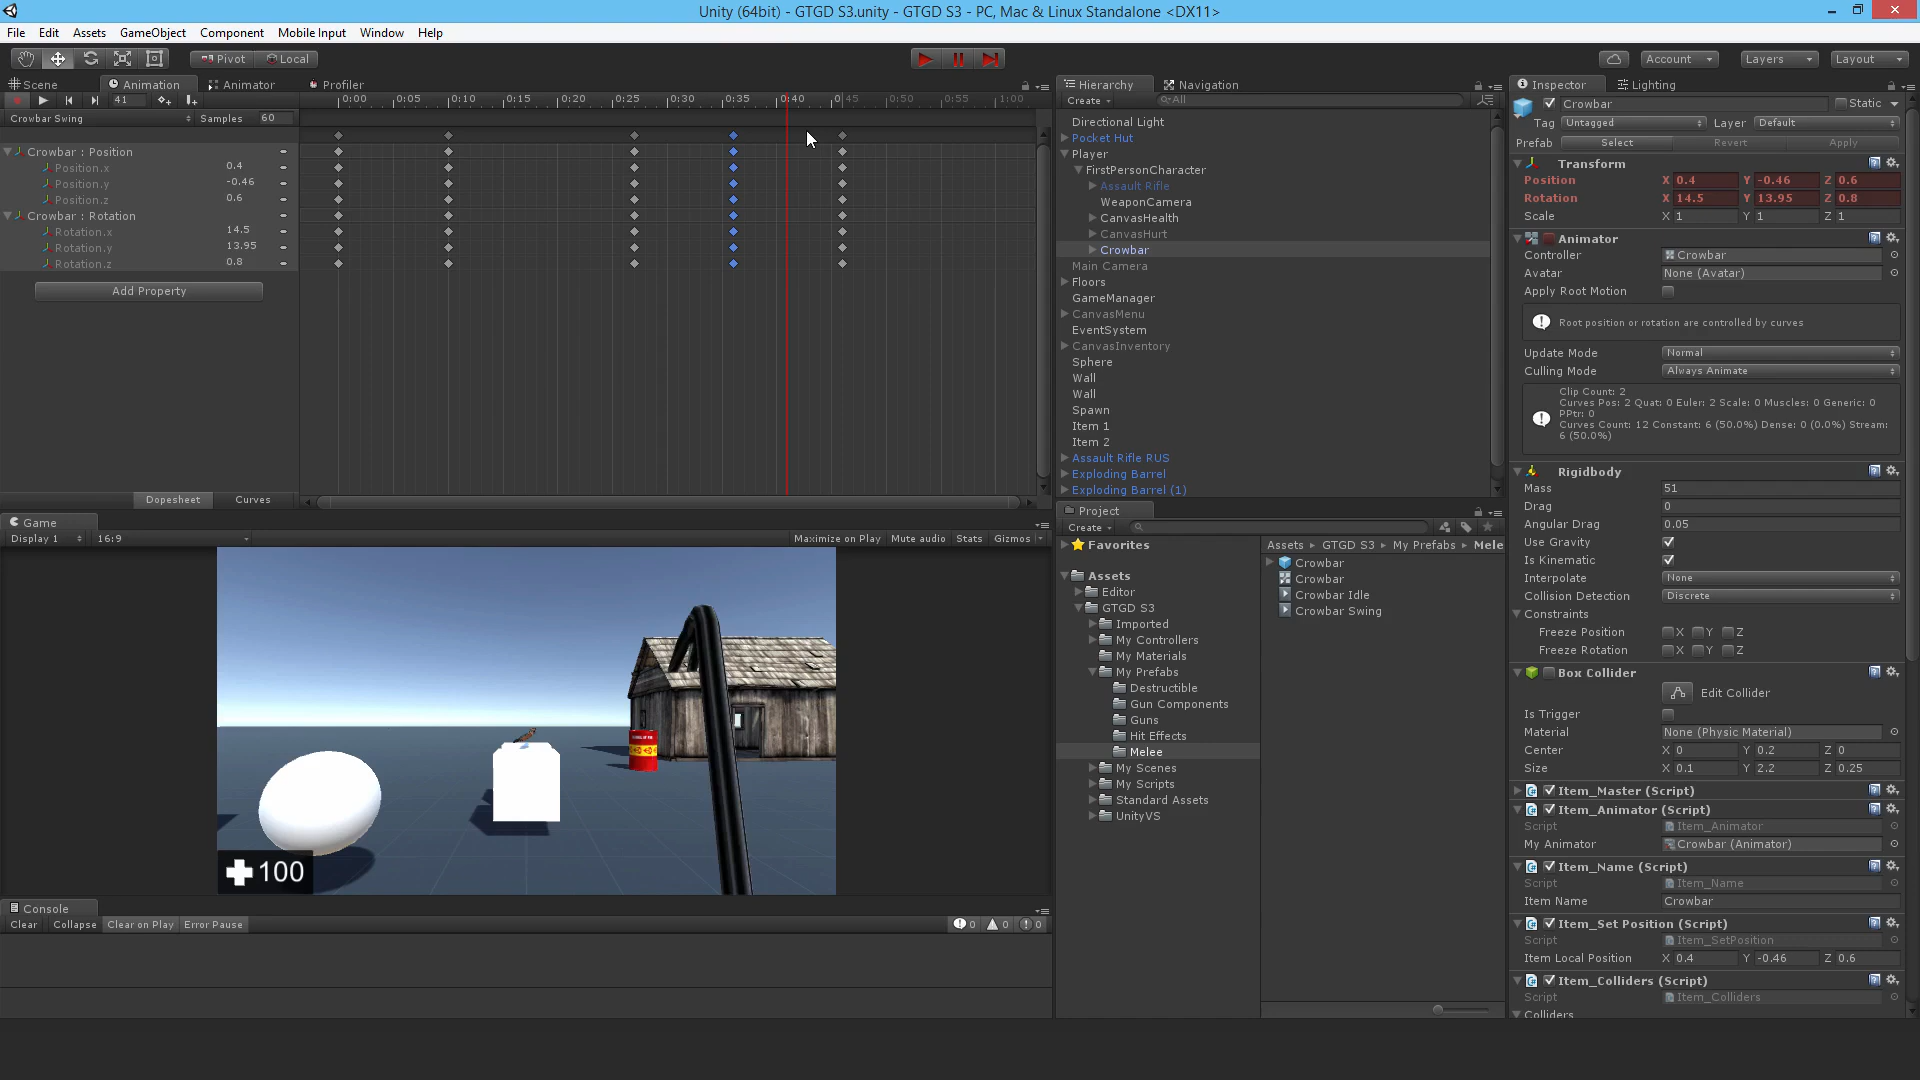 Unity (64bit) - GTGD S3.unity - GTGD S3 - PC, Mac & Linux Standalone <DX11>
File Edit Assets GameObject Component Mobile Input Window Help
Pivot Local Account Layers Layout
Scene Animation Animator Profiler
41 0:00 0:05 0:10 0:15 0:20 0:25 0:30 0:35 0:40 0:45 0:50 0:55 1:00
Crowbar Swing Samples 60
Crowbar : Position
Position.x 0.4
Position.y -0.46
Position.z 0.6
Crowbar : Rotation
Rotation.x 14.5
Rotation.y 13.95
Rotation.z 0.8
Add Property
Dopesheet Curves
Game
Display 1 16:9 Maximize on Play Mute audio Stats Gizmos
100
Console
Clear Collapse Clear on Play Error Pause 0 0 0
Hierarchy Navigation
Create All
Directional Light
Pocket Hut
Player
FirstPersonCharacter
Assault Rifle
WeaponCamera
CanvasHealth
CanvasHurt
Crowbar
Main Camera
Floors
GameManager
CanvasMenu
EventSystem
CanvasInventory
Sphere
Wall
Wall
Spawn
Item 1
Item 2
Assault Rifle RUS
Exploding Barrel
Exploding Barrel (1)
Project
Create
Favorites
Assets
Editor
GTGD S3
Imported
My Controllers
My Materials
My Prefabs
Destructible
Gun Components
Guns
Hit Effects
Melee
My Scenes
My Scripts
Standard Assets
UnityVS
Assets GTGD S3 My Prefabs Mele
Crowbar
Crowbar
Crowbar Idle
Crowbar Swing
Inspector Lighting
Crowbar Static
Tag Untagged Layer Default
Prefab Select Revert Apply
Transform
Position X 0.4 Y -0.46 Z 0.6
Rotation X 14.5 Y 13.95 Z 0.8
Scale X 1 Y 1 Z 1
Animator
Controller Crowbar
Avatar None (Avatar)
Apply Root Motion
Root position or rotation are controlled by curves
Update Mode Normal
Culling Mode Always Animate
Clip Count: 2
Curves Pos: 2 Quat: 0 Euler: 2 Scale: 0 Muscles: 0 Generic: 0
PPtr: 0
Curves Count: 12 Constant: 6 (50.0%) Dense: 0 (0.0%) Stream:
6 (50.0%)
Rigidbody
Mass 51
Drag 0
Angular Drag 0.05
Use Gravity
Is Kinematic
Interpolate None
Collision Detection Discrete
Constraints
Freeze Position X Y Z
Freeze Rotation X Y Z
Box Collider
Edit Collider
Is Trigger
Material None (Physic Material)
Center X 0 Y 0.2 Z 0
Size X 0.1 Y 2.2 Z 0.25
Item_Master (Script)
Item_Animator (Script)
Script Item_Animator
My Animator Crowbar (Animator)
Item_Name (Script)
Script Item_Name
Item Name Crowbar
Item_Set Position (Script)
Script Item_SetPosition
Item Local Position X 0.4 Y -0.46 Z 0.6
Item_Colliders (Script)
Script Item_Colliders
Colliders